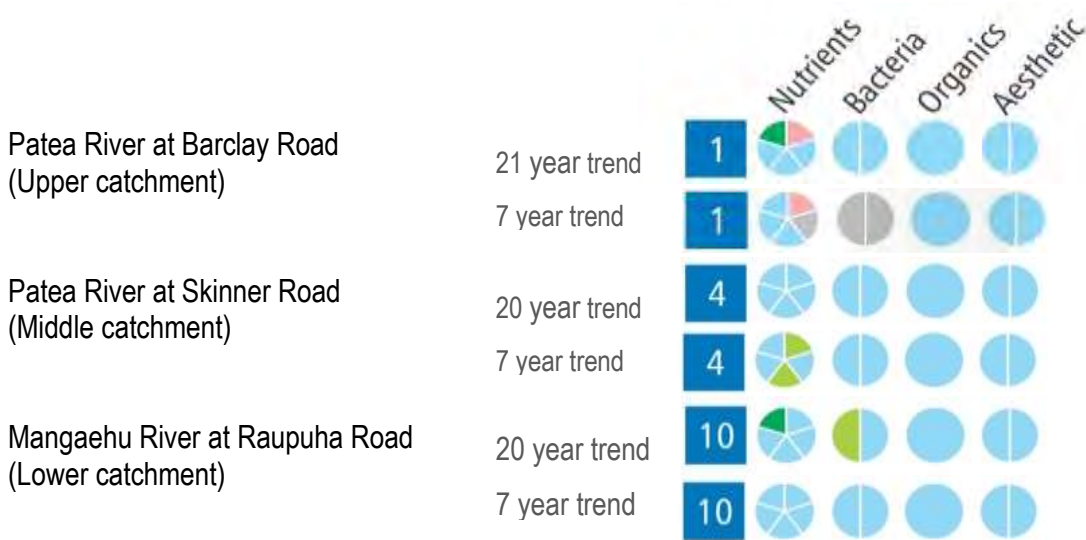 Nutrients Bacteria Organics Aesthetic
Patea River at Barclay Road
(Upper catchment)
21 year trend 1
7 year trend 1
Patea River at Skinner Road
(Middle catchment)
20 year trend 4
7 year trend 4
Mangaehu River at Raupuha Road
(Lower catchment)
20 year trend 10
7 year trend 10